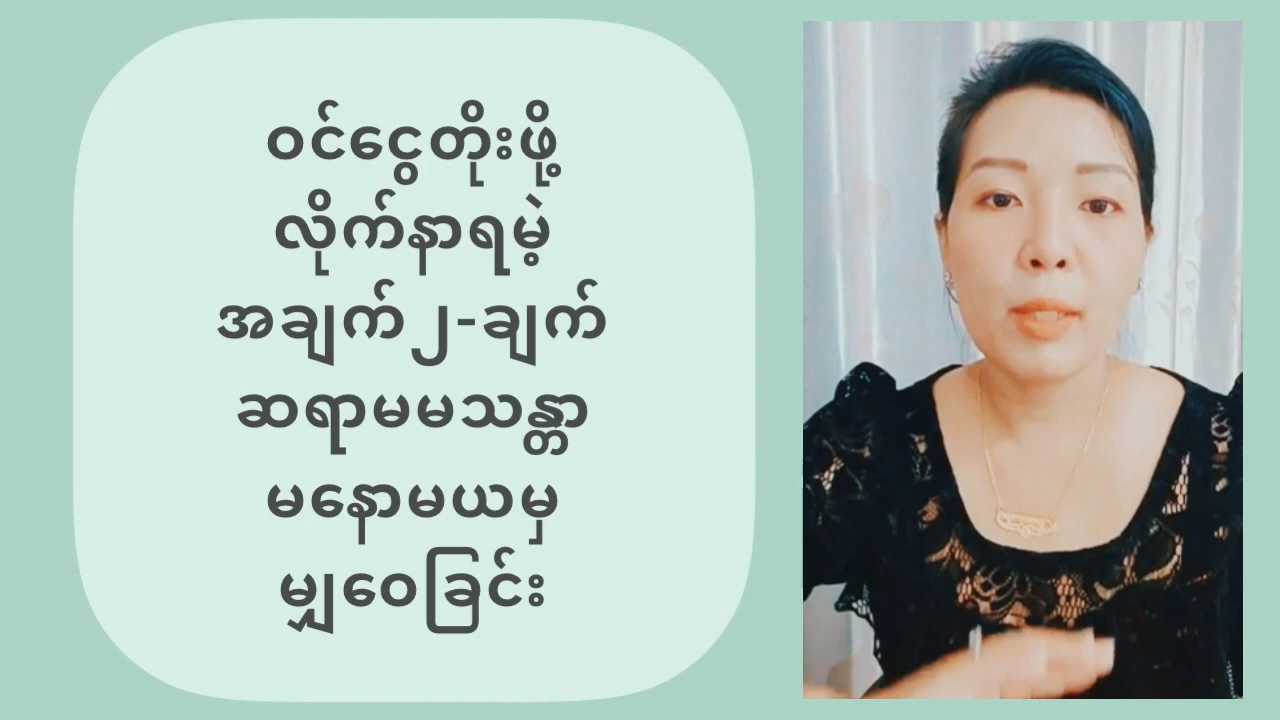 ဝင်ငွေတိုးဖို့
လိုက်နာရမဲ့
အချက်၂-ချက်
ဆရာမမသန္တာ
မနောမယမှ
မျှဝေခြင်း